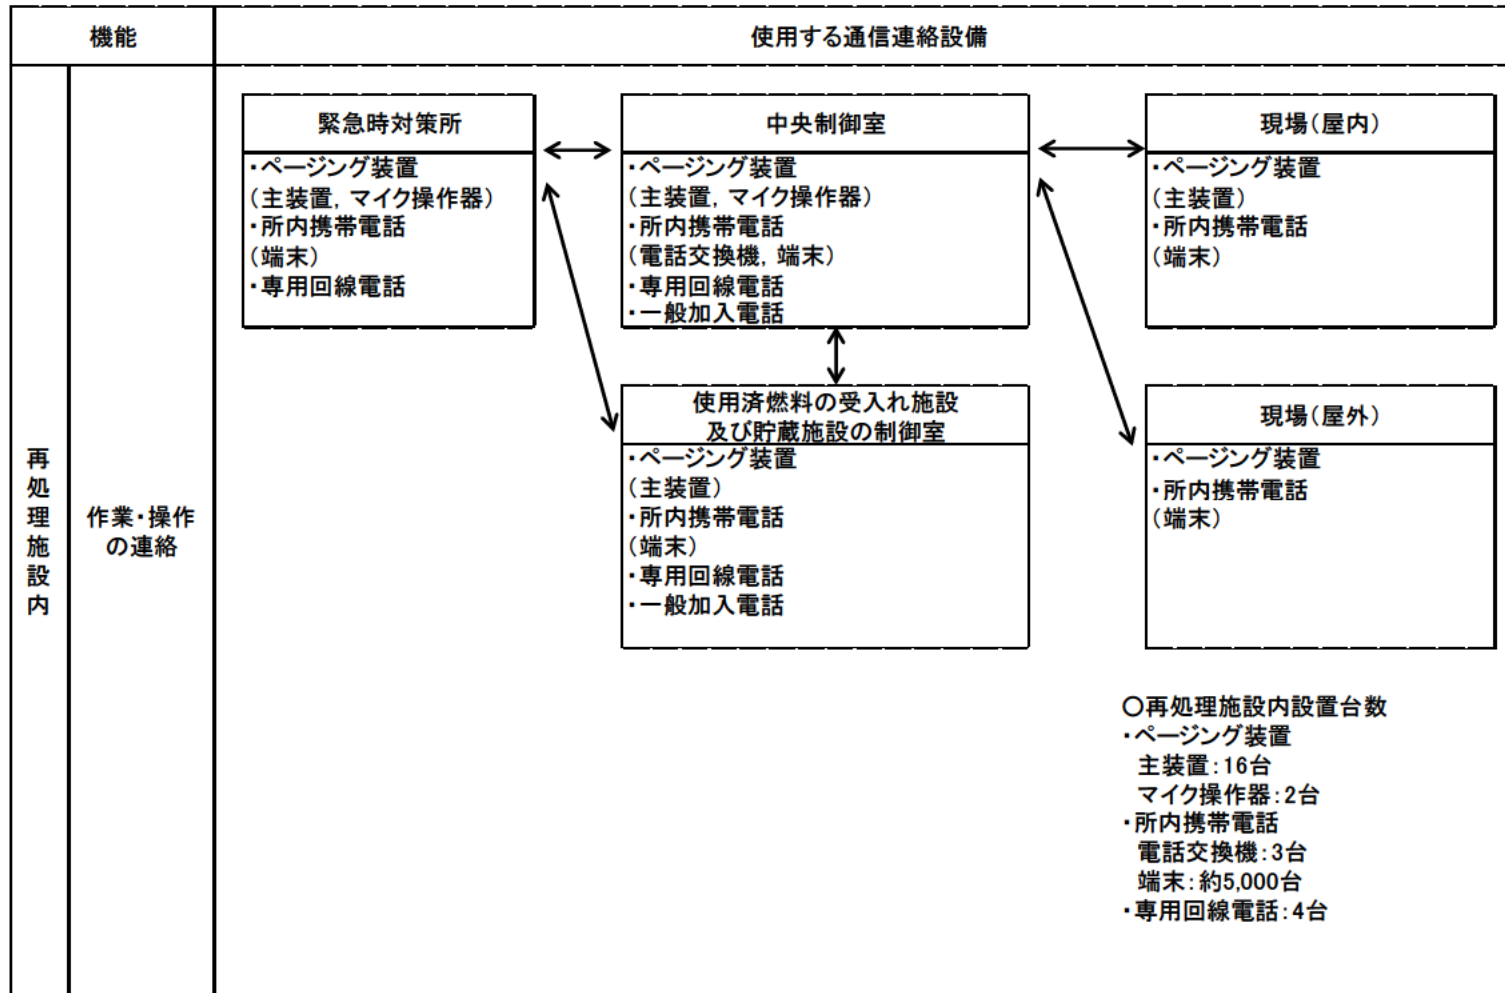 機能
使用する通信連絡設備
再処理施設内
作業・操作
の連絡
緊急時対策所
・ページング装置
(主装置, マイク操作器)
・所内携帯電話
(端末)
・専用回線電話
中央制御室
・ページング装置
(主装置, マイク操作器)
・所内携帯電話
(電話交換機, 端末)
・専用回線電話
・一般加入電話
現場(屋内)
・ページング装置
(主装置)
・所内携帯電話
(端末)
使用済燃料の受入れ施設
及び貯蔵施設の制御室
・ページング装置
(主装置)
・所内携帯電話
(端末)
・専用回線電話
・一般加入電話
現場(屋外)
・ページング装置
・所内携帯電話
(端末)
○再処理施設内設置台数
・ページング装置
主装置:16台
マイク操作器:2台
・所内携帯電話
電話交換機:3台
端末:約5,000台
・専用回線電話:4台